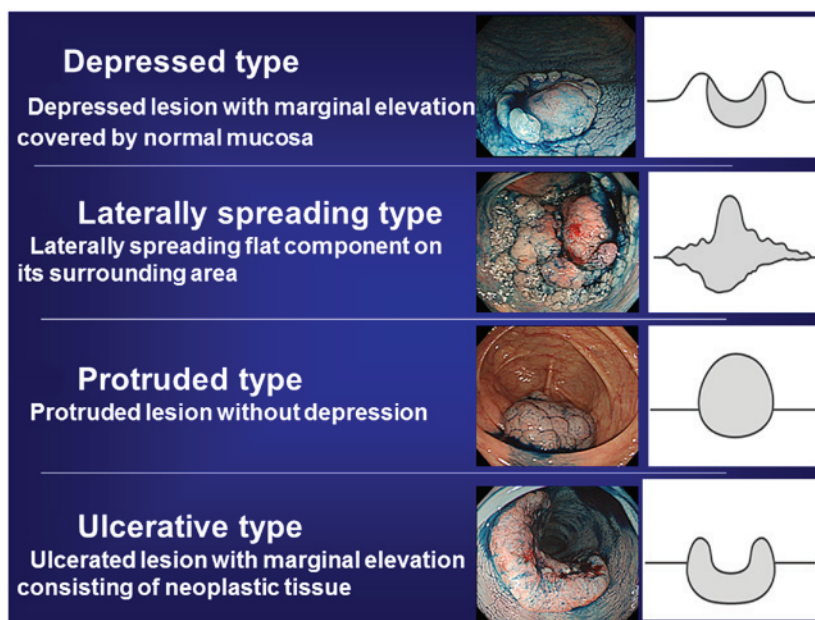 Depressed type
Depressed lesion with marginal elevation
covered by normal mucosa
Laterally spreading type
Laterally spreading flat component on
its surrounding area
Protruded type
Protruded lesion without depression
Ulcerative type
Ulcerated lesion with marginal elevation
consisting of neoplastic tissue